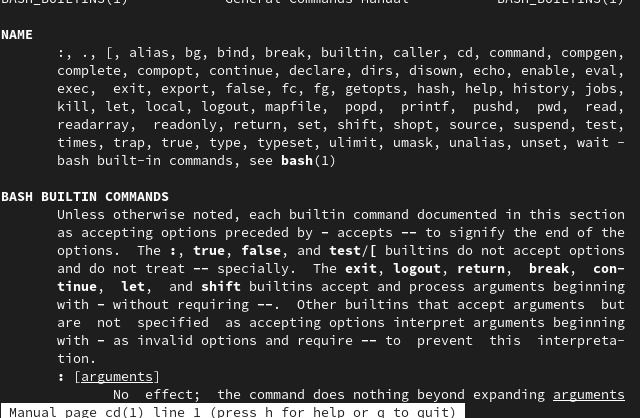 BASH_BUILTINS(1) General Commands Manual BASH_BUILTINS(1)
NAME
:, ., [, alias, bg, bind, break, builtin, caller, cd, command, compgen,
complete, compopt, continue, declare, dirs, disown, echo, enable, eval,
exec, exit, export, false, fc, fg, getopts, hash, help, history, jobs,
kill, let, local, logout, mapfile, popd, printf, pushd, pwd, read,
readarray, readonly, return, set, shift, shopt, source, suspend, test,
times, trap, true, type, typeset, ulimit, umask, unalias, unset, wait -
bash built-in commands, see bash(1)
BASH BUILTIN COMMANDS
Unless otherwise noted, each builtin command documented in this section
as accepting options preceded by - accepts -- to signify the end of the
options. The :, true, false, and test/[ builtins do not accept options
and do not treat -- specially. The exit, logout, return, break, con-
tinue, let, and shift builtins accept and process arguments beginning
with - without requiring --. Other builtins that accept arguments but
are not specified as accepting options interpret arguments beginning
with - as invalid options and require -- to prevent this interpreta-
tion.
: [arguments]
No effect; the command does nothing beyond expanding arguments
Manual page cd(1) line 1 (press h for help or q to quit)